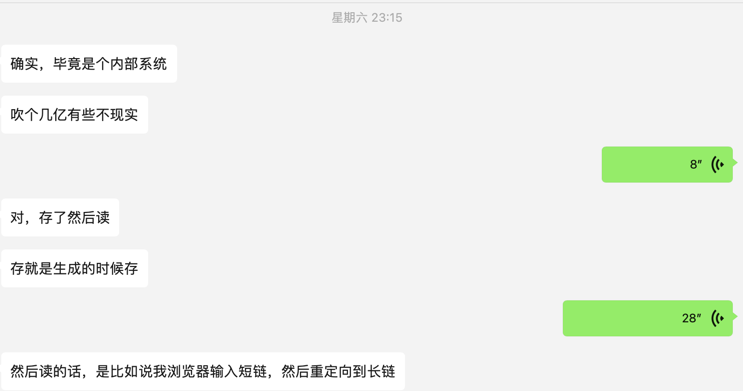 星期六 23:15
确实，毕竟是个内部系统
吹个几亿有些不现实
8"
对，存了然后读
存就是生成的时候存
28"
然后读的话，是比如说我浏览器输入短链，然后重定向到长链